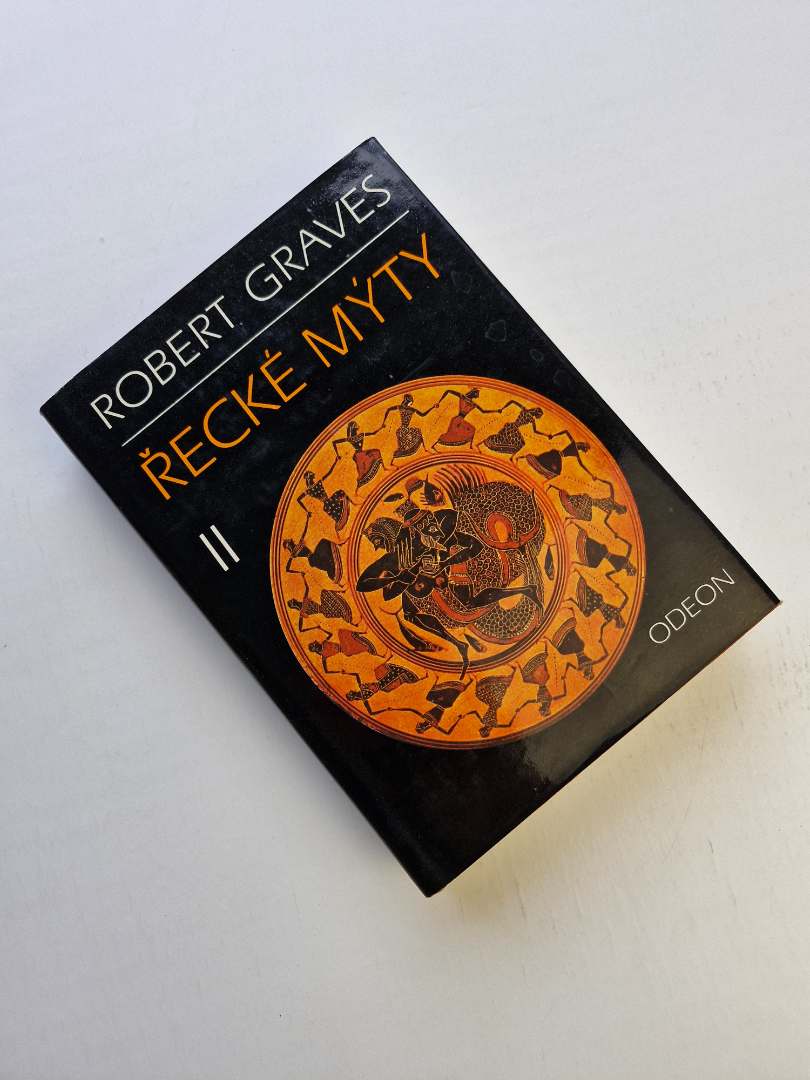 ROBERT GRAVES
ŘECKÉ MÝTY
II
ODEON